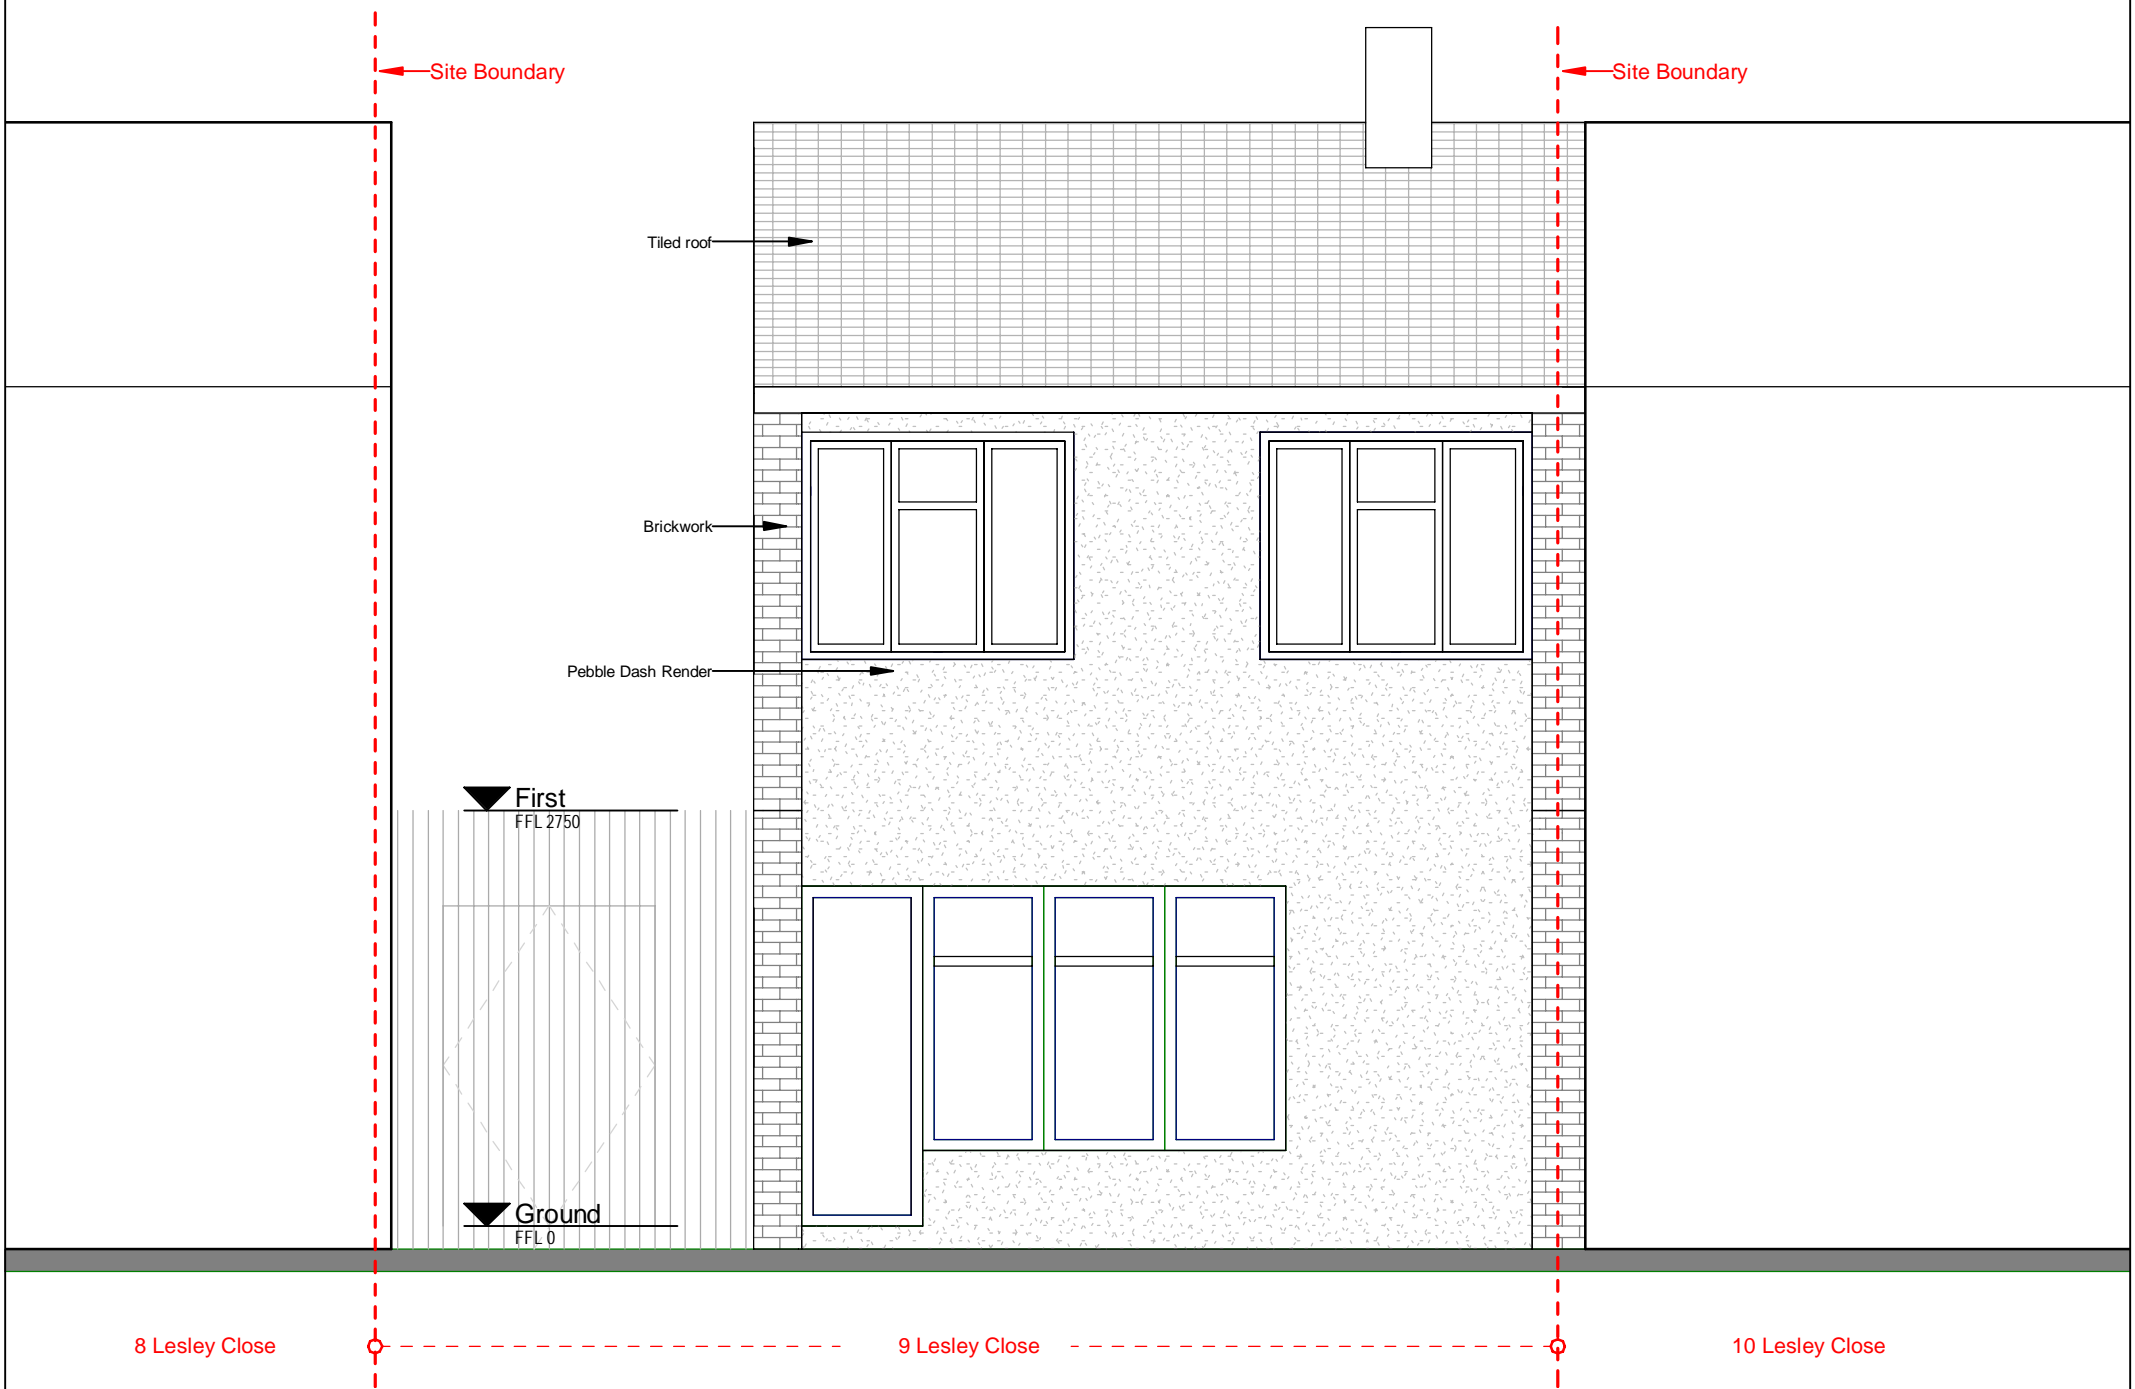 Site Boundary
Site Boundary
Tiled roof
Brickwork
Pebble Dash Render
First
FFL 2750
Ground
FFL 0
8 Lesley Close
9 Lesley Close
10 Lesley Close